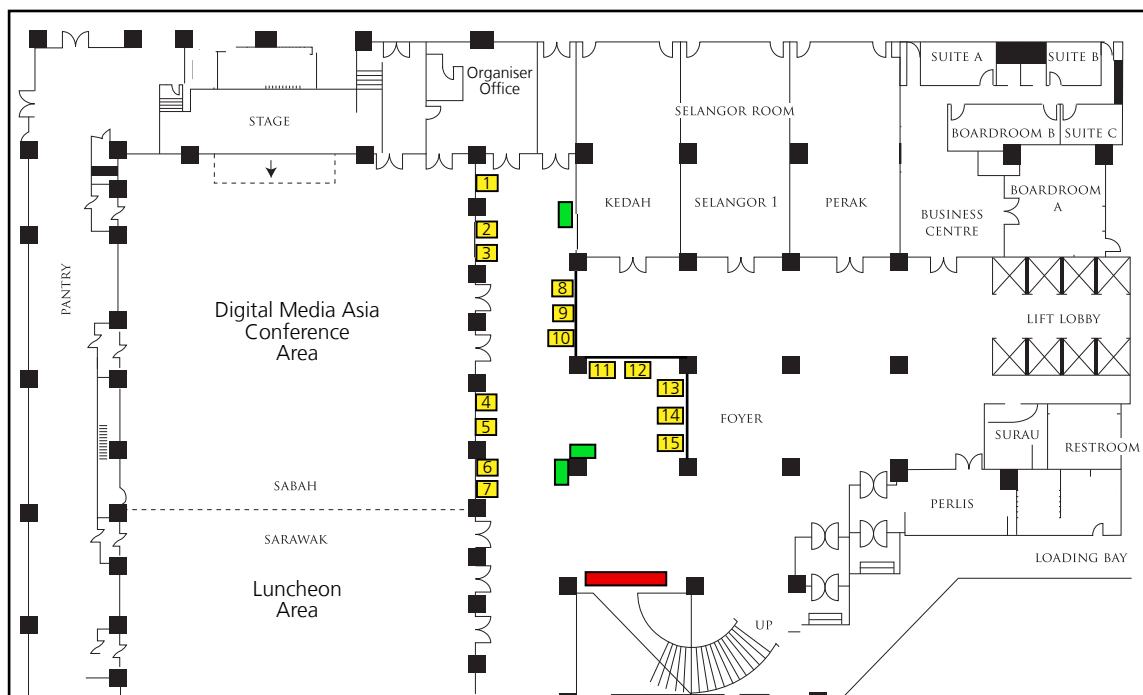 SUITE A
SUITE B
Organiser
Office
STAGE
SELANGOR ROOM
BOARDROOM B
SUITE C
1
KEDAH
SELANGOR 1
PERAK
BOARDROOM
A
BUSINESS
CENTRE
2
3
PANTRY
8
9
10
Digital Media Asia
Conference
Area
LIFT LOBBY
11
12
13
14
15
4
5
6
7
FOYER
SURAU
RESTROOM
SABAH
PERLIS
SARAWAK
LOADING BAY
Luncheon
Area
UP